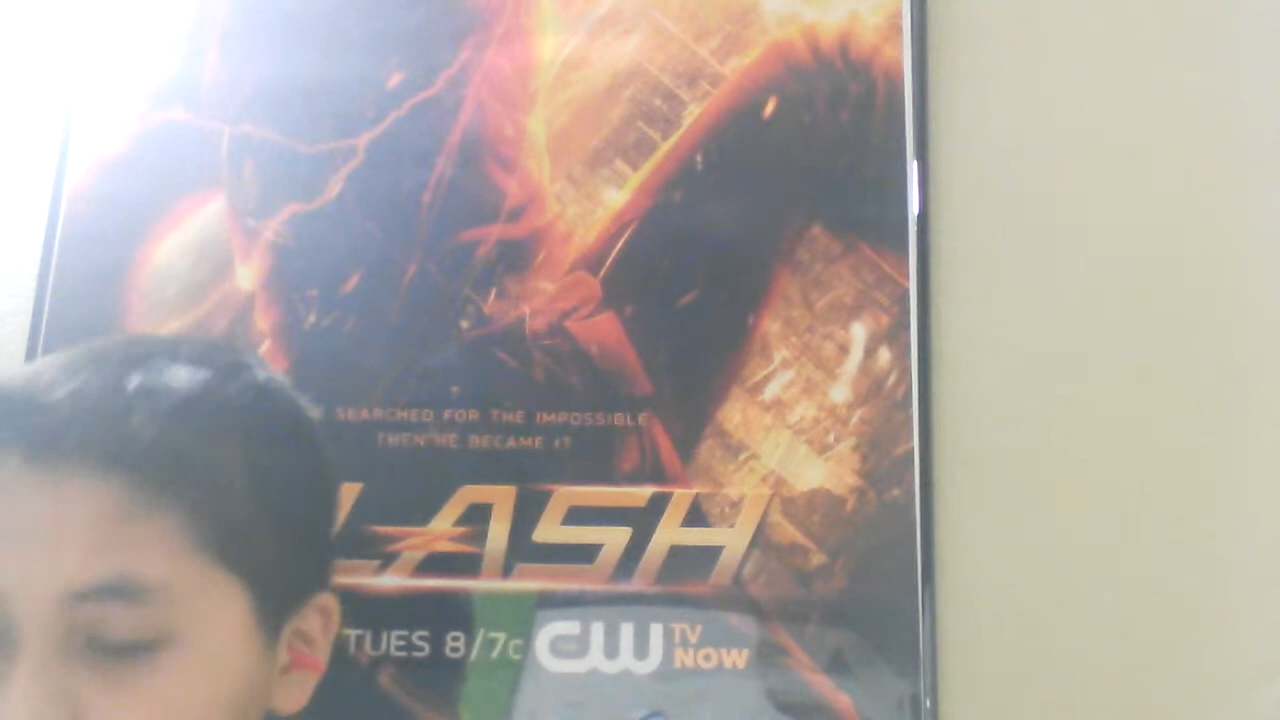 SEARCHED FOR THE IMPOSSIBLE
THEN HE BECAME IT
LASH
TUES 8/7c CW TV NOW